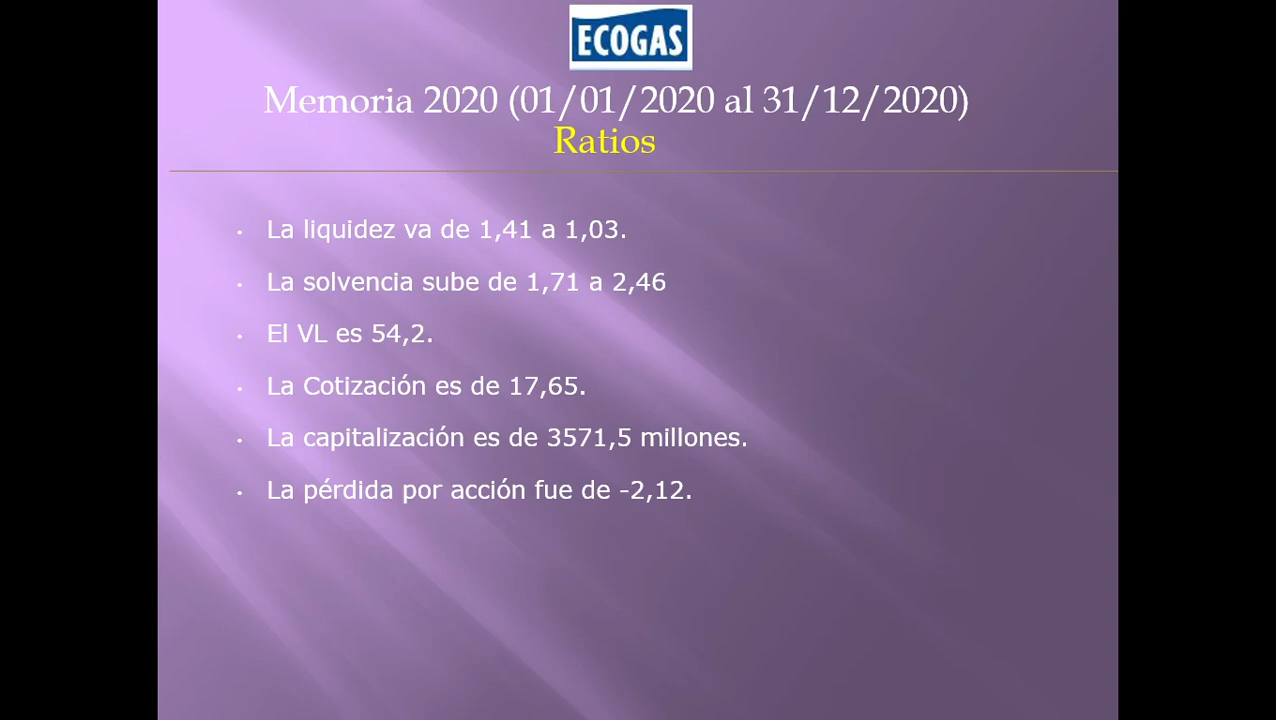 ECOGAS
Memoria 2020 (01/01/2020 al 31/12/2020)
Ratios
• La liquidez va de 1,41 a 1,03.
• La solvencia sube de 1,71 a 2,46
• El VL es 54,2.
• La Cotización es de 17,65.
• La capitalización es de 3571,5 millones.
• La pérdida por acción fue de -2,12.